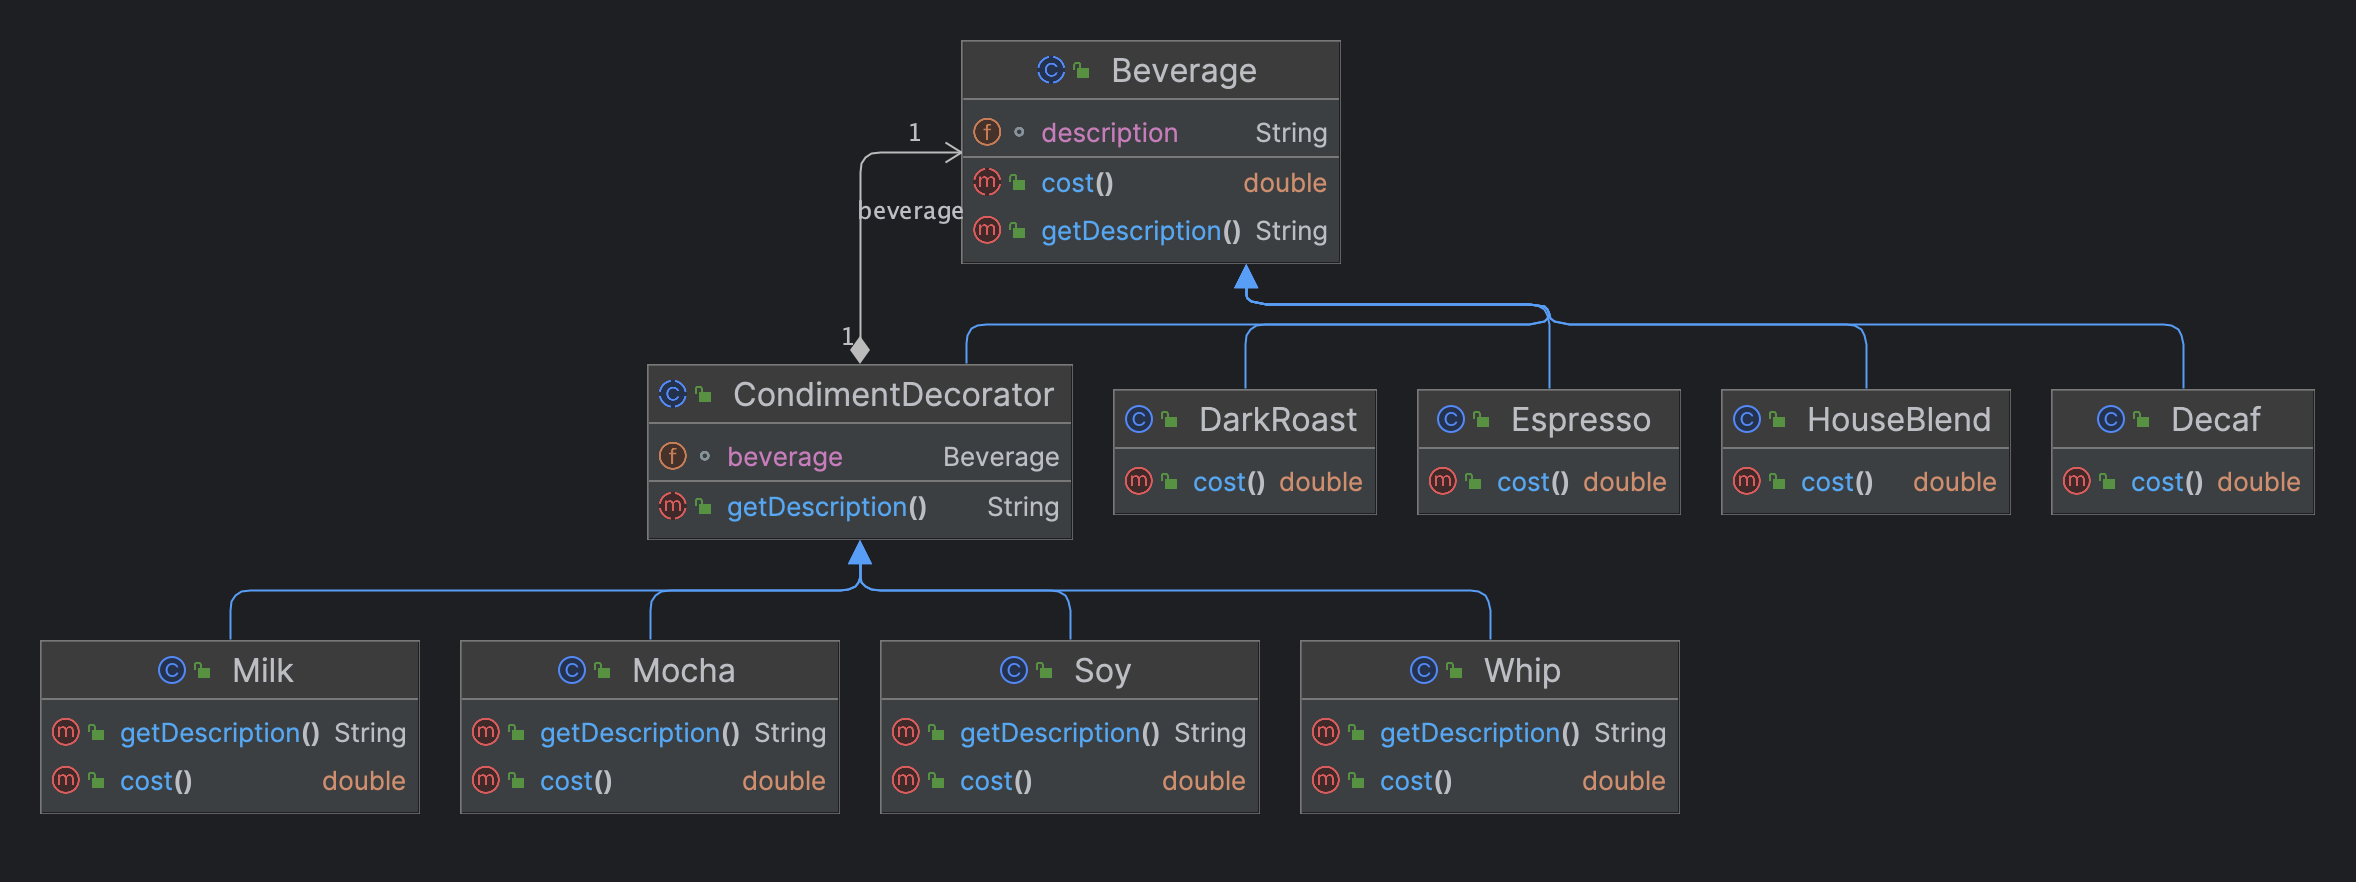 Beverage
description String
cost() double
getDescription() String
1
beverage
1
CondimentDecorator
beverage Beverage
getDescription() String
DarkRoast
cost() double
Espresso
cost() double
HouseBlend
cost() double
Decaf
cost() double
Milk
getDescription() String
cost() double
Mocha
getDescription() String
cost() double
Soy
getDescription() String
cost() double
Whip
getDescription() String
cost() double